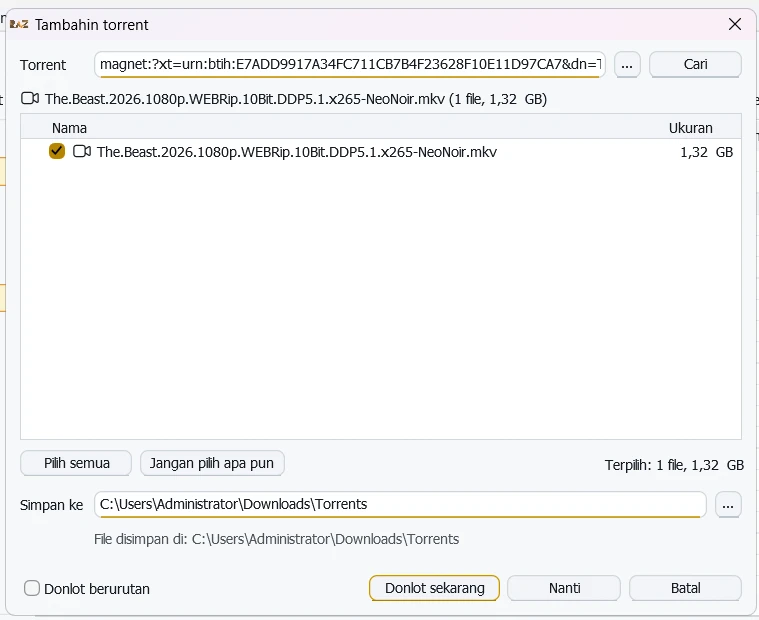 RAZ Tambahin torrent
Torrent magnet:?xt=urn:btih:E7ADD9917A34FC711CB7B4F23628F10E11D97CA7&dn= ... Cari
The.Beast.2026.1080p.WEBRip.10Bit.DDP5.1.x265-NeoNoir.mkv (1 file, 1,32 GB)
Nama Ukuran
The.Beast.2026.1080p.WEBRip.10Bit.DDP5.1.x265-NeoNoir.mkv 1,32 GB
Pilih semua Jangan pilih apa pun Terpilih: 1 file, 1,32 GB
Simpan ke C:\Users\Administrator\Downloads\Torrents ...
File disimpan di: C:\Users\Administrator\Downloads\Torrents
Donlot berurutan Donlot sekarang Nanti Batal